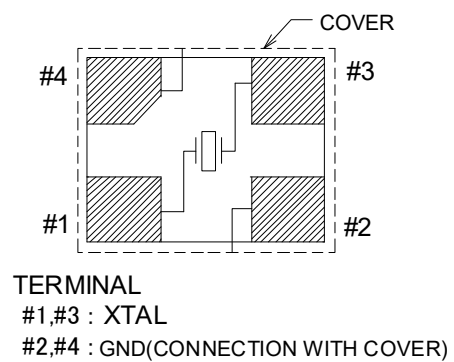 COVER
#4
#3
#1
#2
TERMINAL
#1,#3 : XTAL
#2,#4 : GND(CONNECTION WITH COVER)